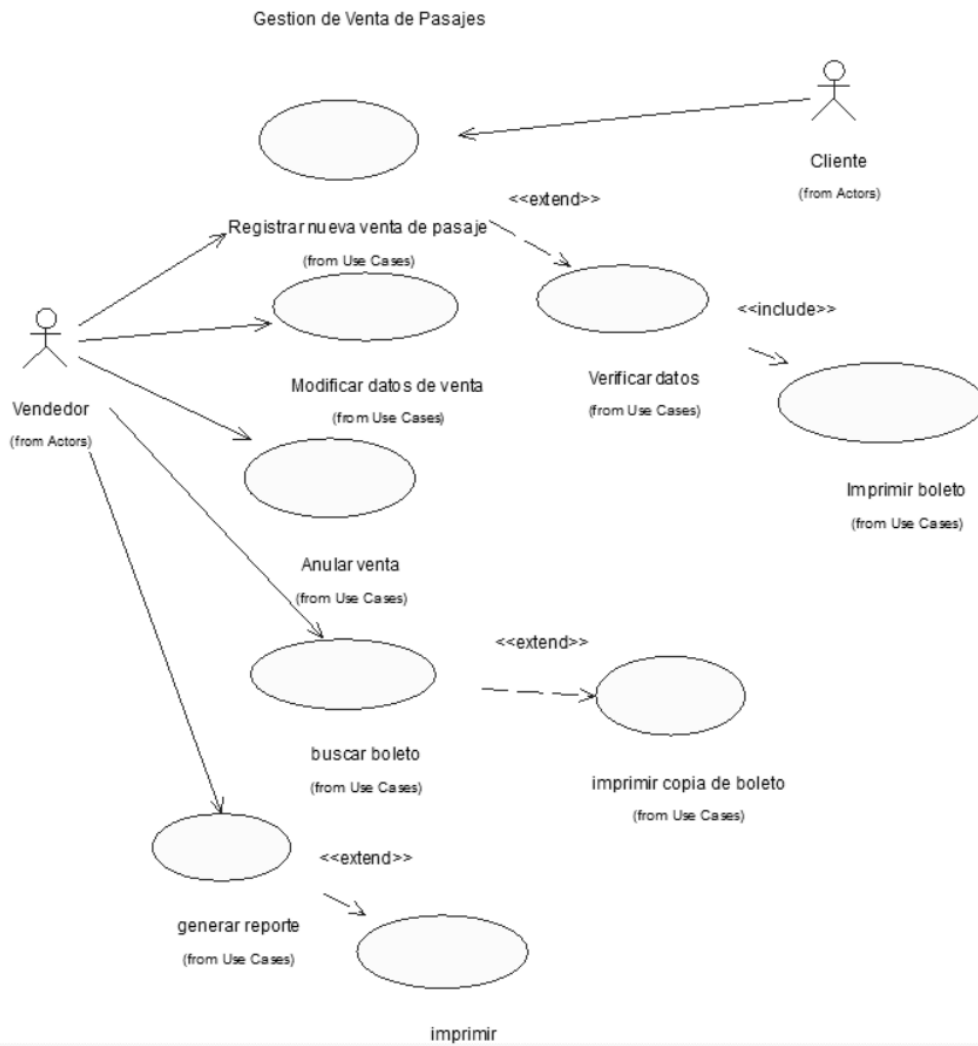 Gestion de Venta de Pasajes
Cliente
(from Actors)
<<extend>>
Registrar nueva venta de pasaje
(from Use Cases)
<<include>>
Vendedor
(from Actors)
Modificar datos de venta
(from Use Cases)
Verificar datos
(from Use Cases)
Imprimir boleto
(from Use Cases)
Anular venta
(from Use Cases)
<<extend>>
buscar boleto
(from Use Cases)
imprimir copia de boleto
(from Use Cases)
<<extend>>
generar reporte
(from Use Cases)
imprimir